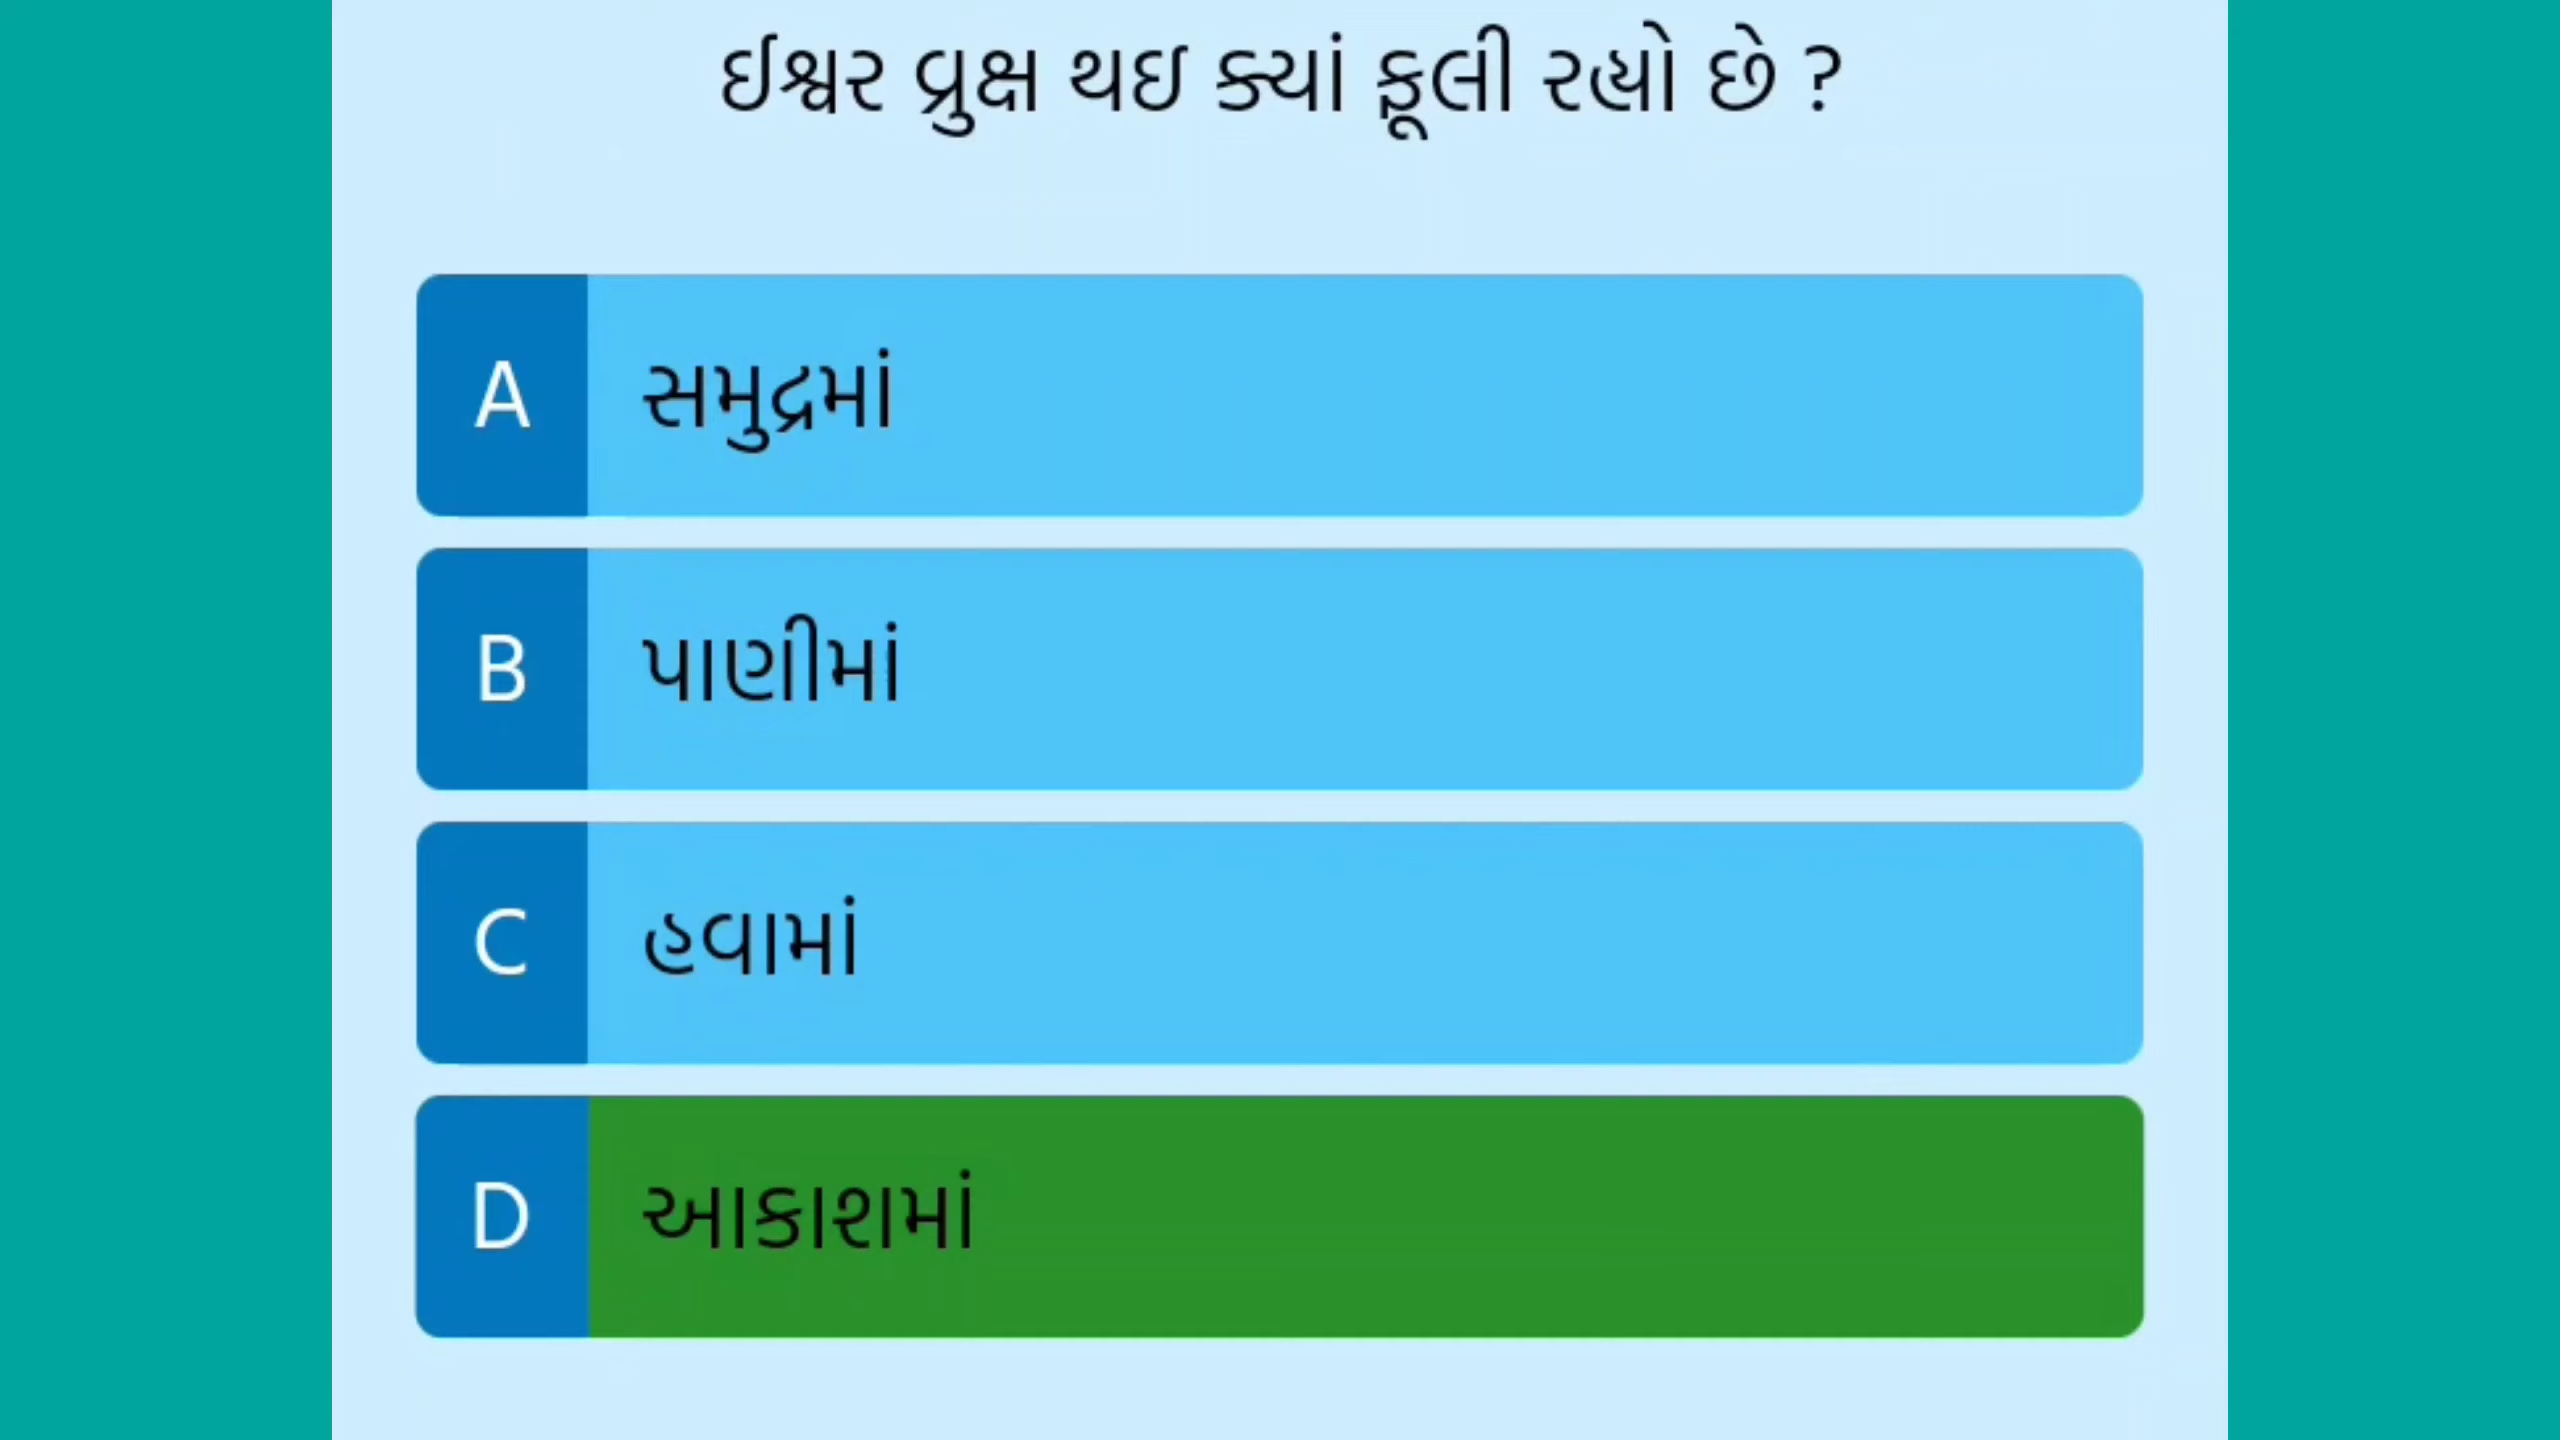 ઈશ્વર વ્રુક્ષ થઇ ક્યાં ફૂલી રહ્યો છે ?
A સમુદ્રમાં
B પાણીમાં
C હવામાં
D આકાશમાં